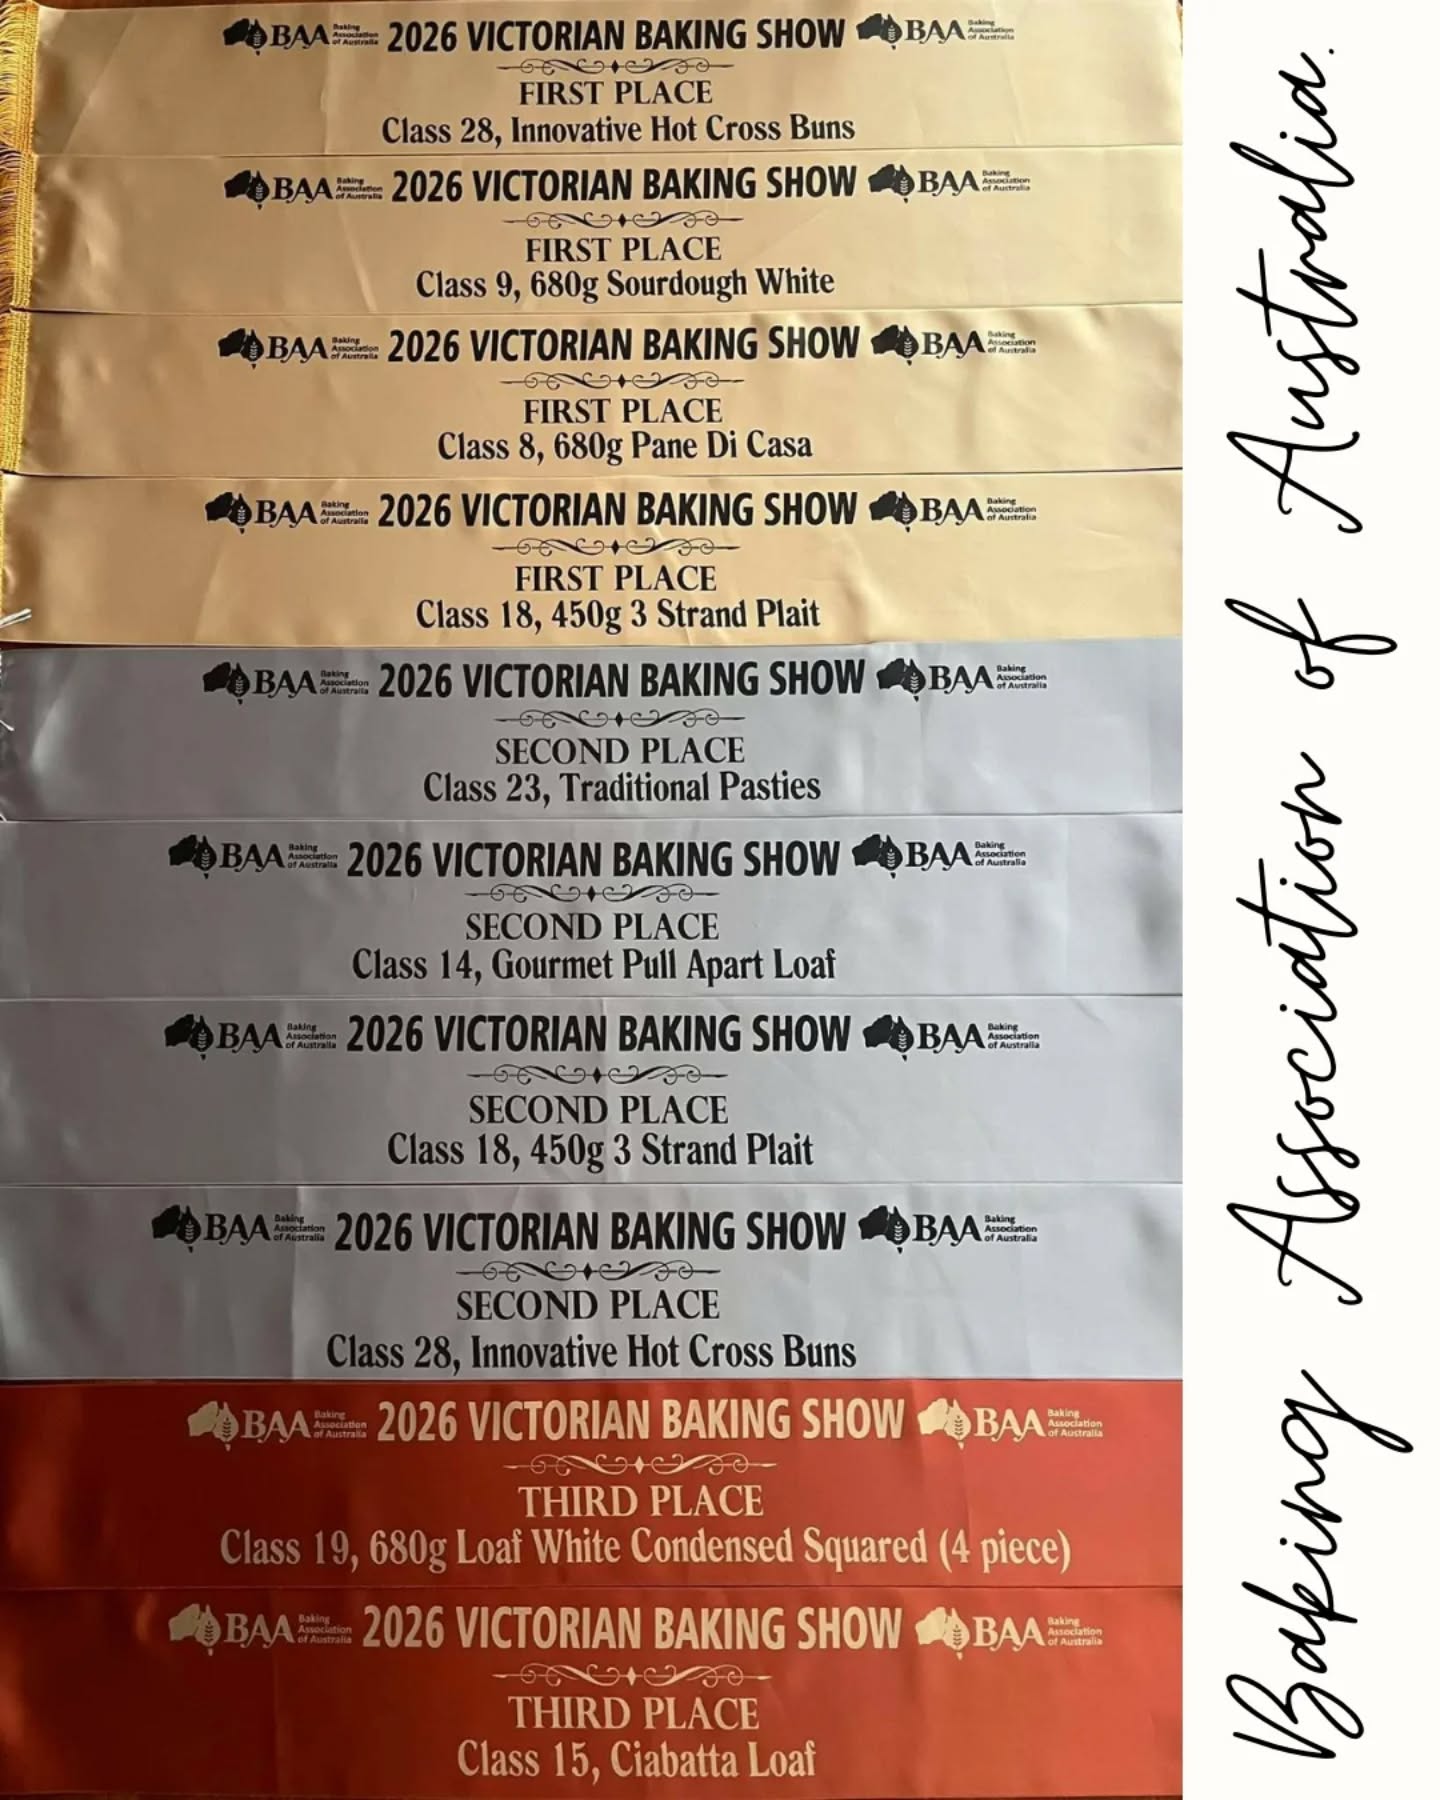 BAA Baking Association of Australia 2026 VICTORIAN BAKING SHOW BAA Baking Association of Australia
FIRST PLACE
Class 28, Innovative Hot Cross Buns
BAA Baking Association of Australia 2026 VICTORIAN BAKING SHOW BAA Baking Association of Australia
FIRST PLACE
Class 9, 680g Sourdough White
BAA Baking Association of Australia 2026 VICTORIAN BAKING SHOW BAA Baking Association of Australia
FIRST PLACE
Class 8, 680g Pane Di Casa
BAA Baking Association of Australia 2026 VICTORIAN BAKING SHOW BAA Baking Association of Australia
FIRST PLACE
Class 18, 450g 3 Strand Plait
BAA Baking Association of Australia 2026 VICTORIAN BAKING SHOW BAA Baking Association of Australia
SECOND PLACE
Class 23, Traditional Pasties
BAA Baking Association of Australia 2026 VICTORIAN BAKING SHOW BAA Baking Association of Australia
SECOND PLACE
Class 14, Gourmet Pull Apart Loaf
BAA Baking Association of Australia 2026 VICTORIAN BAKING SHOW BAA Baking Association of Australia
SECOND PLACE
Class 18, 450g 3 Strand Plait
BAA Baking Association of Australia 2026 VICTORIAN BAKING SHOW BAA Baking Association of Australia
SECOND PLACE
Class 28, Innovative Hot Cross Buns
BAA Baking Association of Australia 2026 VICTORIAN BAKING SHOW BAA Baking Association of Australia
THIRD PLACE
Class 19, 680g Loaf White Condensed Squared (4 piece)
BAA Baking Association of Australia 2026 VICTORIAN BAKING SHOW BAA Baking Association of Australia
THIRD PLACE
Class 15, Ciabatta Loaf
Baking Association of Australia.